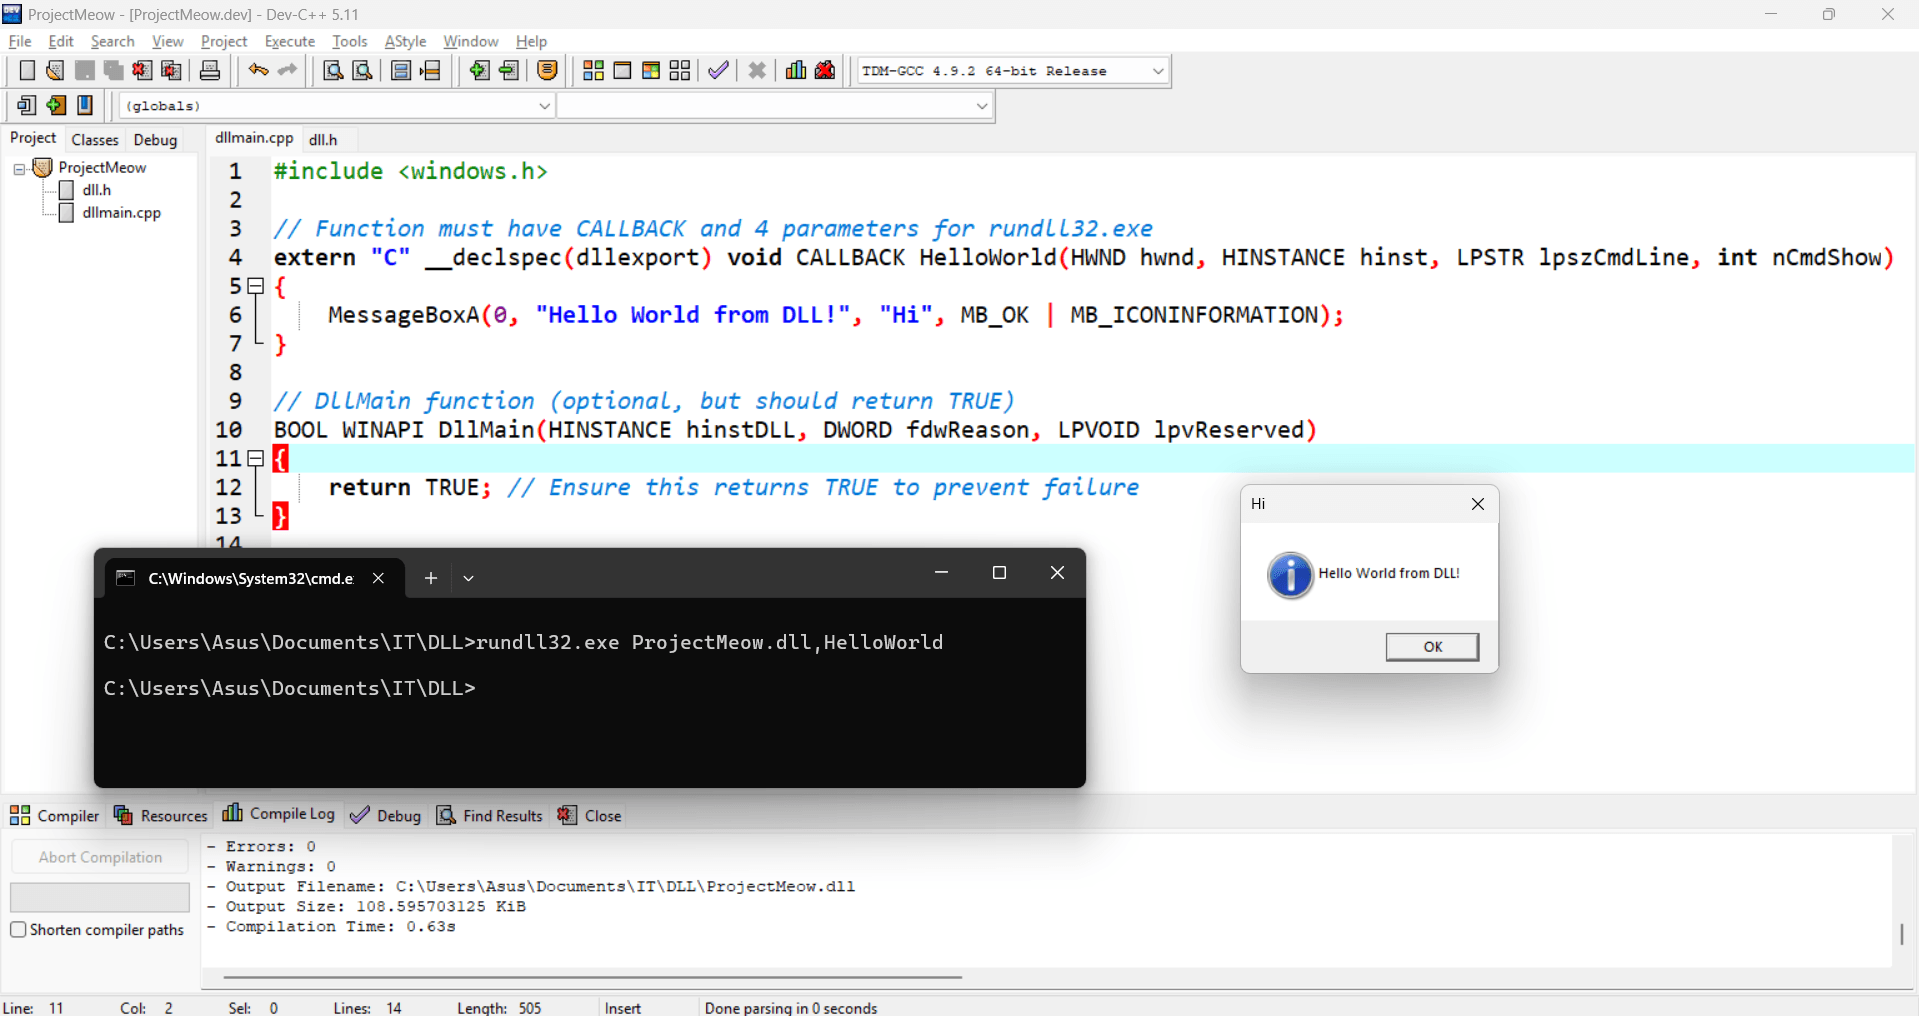 ProjectMeow - [ProjectMeow.dev] - Dev-C++ 5.11
File Edit Search View Project Execute Tools AStyle Window Help
TDM-GCC 4.9.2 64-bit Release
(globals)
Project Classes Debug
dllmain.cpp dll.h
ProjectMeow
dll.h
dllmain.cpp
1 #include <windows.h>
2
3 // Function must have CALLBACK and 4 parameters for rundll32.exe
4 extern "C" __declspec(dllexport) void CALLBACK HelloWorld(HWND hwnd, HINSTANCE hinst, LPSTR lpszCmdLine, int nCmdShow)
5 {
6 MessageBoxA(0, "Hello World from DLL!", "Hi", MB_OK | MB_ICONINFORMATION);
7 }
8
9 // DllMain function (optional, but should return TRUE)
10 BOOL WINAPI DllMain(HINSTANCE hinstDLL, DWORD fdwReason, LPVOID lpvReserved)
11 {
12 return TRUE; // Ensure this returns TRUE to prevent failure
13 }
14
Hi
Hello World from DLL!
OK
C:\Windows\System32\cmd.e
C:\Users\Asus\Documents\IT\DLL>rundll32.exe ProjectMeow.dll,HelloWorld
C:\Users\Asus\Documents\IT\DLL>
Compiler Resources Compile Log Debug Find Results Close
Abort Compilation
Shorten compiler paths
- Errors: 0
- Warnings: 0
- Output Filename: C:\Users\Asus\Documents\IT\DLL\ProjectMeow.dll
- Output Size: 108.595703125 KiB
- Compilation Time: 0.63s
Line: 11 Col: 2 Sel: 0 Lines: 14 Length: 505 Insert Done parsing in 0 seconds